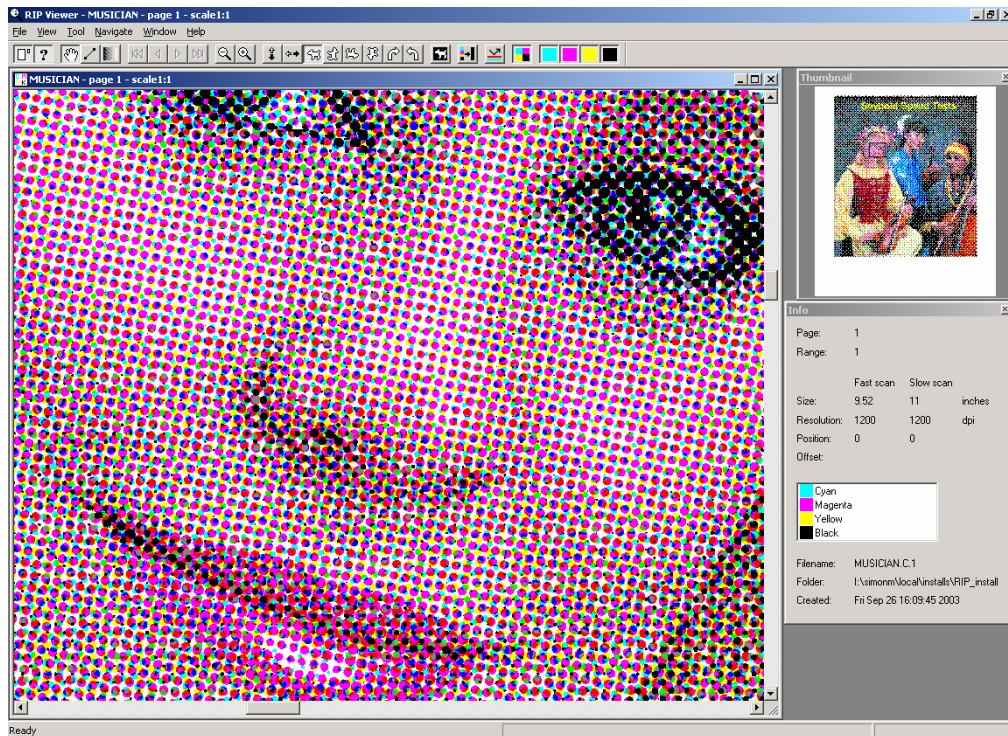 RIP Viewer - MUSICIAN - page 1 - scale1:1
File View Tool Navigate Window Help
?
MUSICIAN - page 1 - scale1:1
Thumbnail
Speed Tests
Info
Page: 1
Range: 1
Fast scan Slow scan
Size: 9.52 11 inches
Resolution: 1200 1200 dpi
Position: 0 0
Offset:
Cyan
Magenta
Yellow
Black
Filename: MUSICIAN.C.1
Folder: I:\simonm\local\installs\RIP_install
Created: Fri Sep 26 16:09:45 2003
Ready